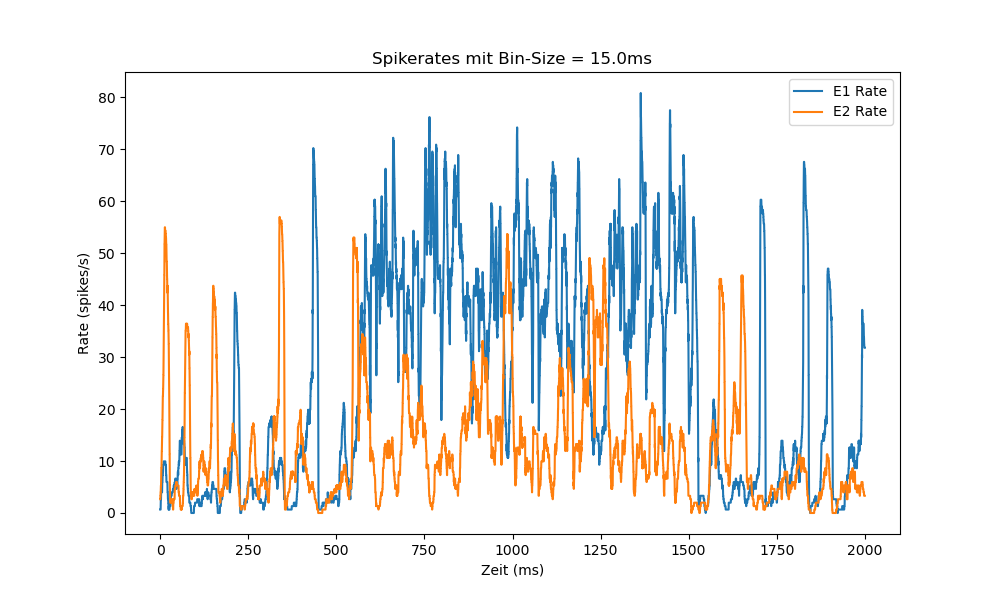 Spikerates mit Bin-Size = 15.0ms
E1 Rate
E2 Rate
80
70
60
50
40
30
20
10
0
Rate (spikes/s)
0 250 500 750 1000 1250 1500 1750 2000
Zeit (ms)